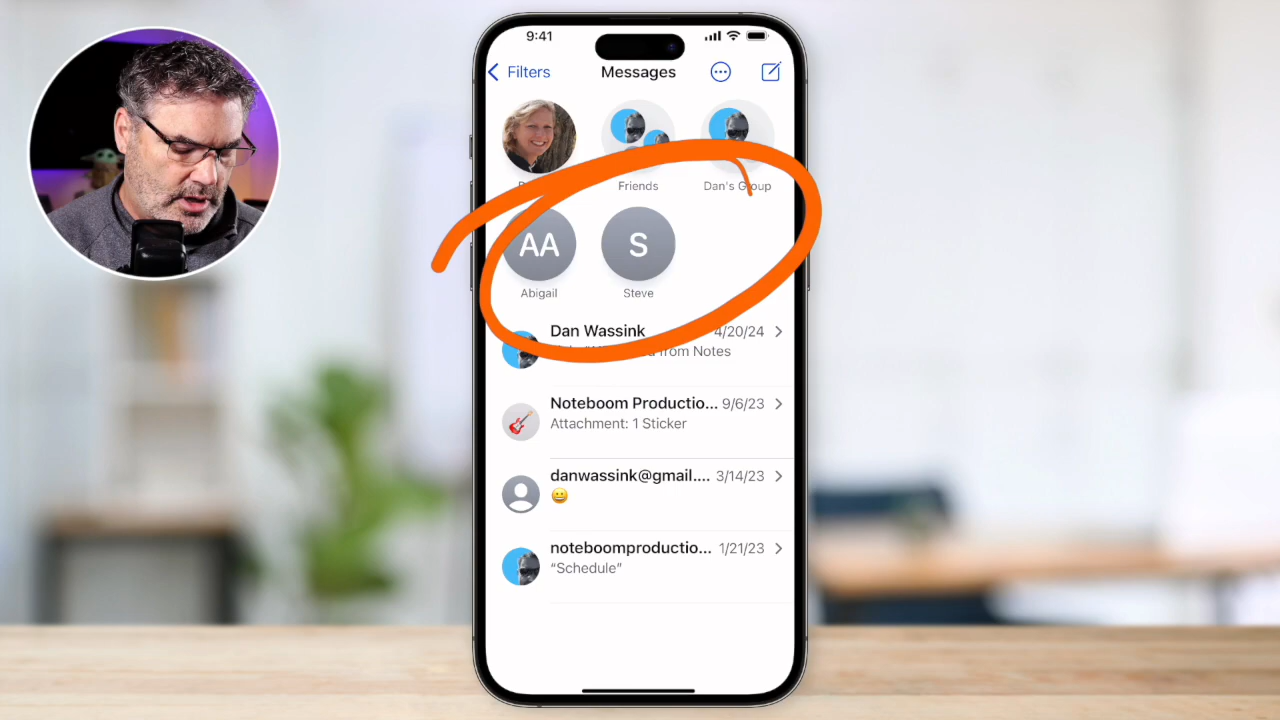 9:41
Filters
Messages
Friends
Dan's Group
AA
S
Abigail
Steve
Dan Wassink
4/20/24
from Notes
Noteboom Productio...
9/6/23
Attachment: 1 Sticker
danwassink@gmail....
3/14/23
😀
noteboomproductio...
1/21/23
“Schedule”